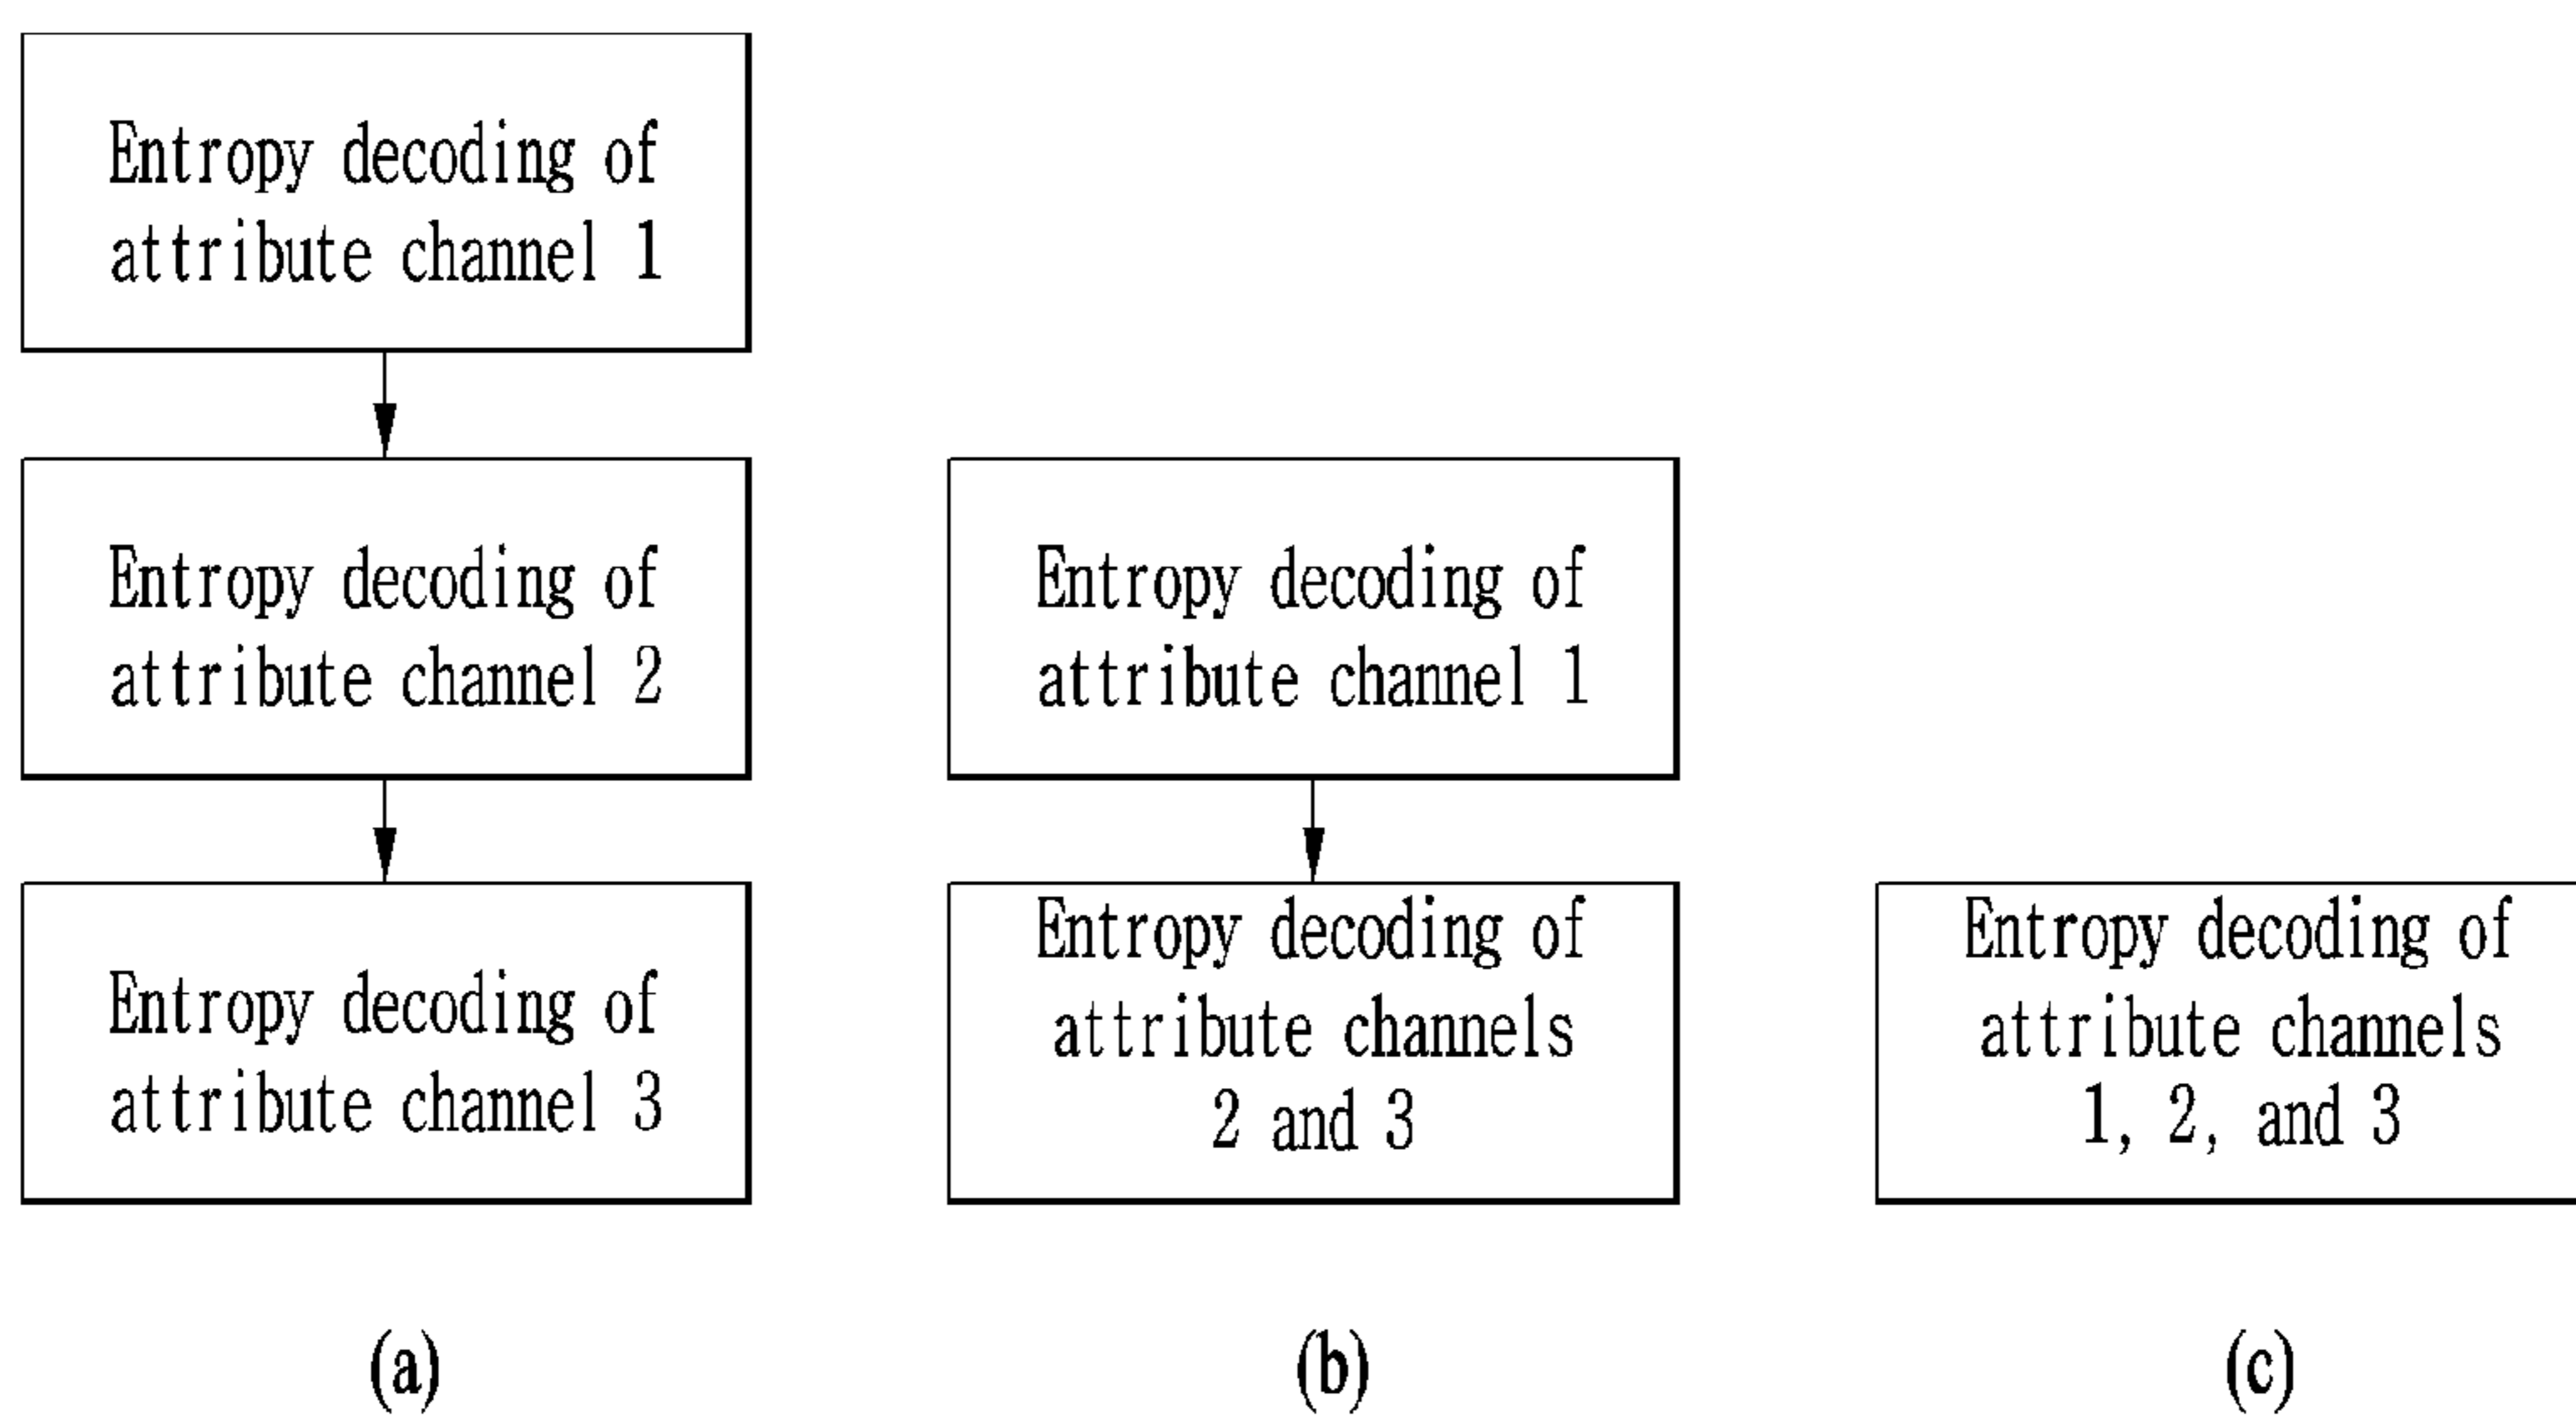 Entropy decoding of
attribute channel 1
Entropy decoding of
attribute channel 2
Entropy decoding of
attribute channel 3
(a)
Entropy decoding of
attribute channel 1
Entropy decoding of
attribute channels
2 and 3
(b)
Entropy decoding of
attribute channels
1, 2, and 3
(c)